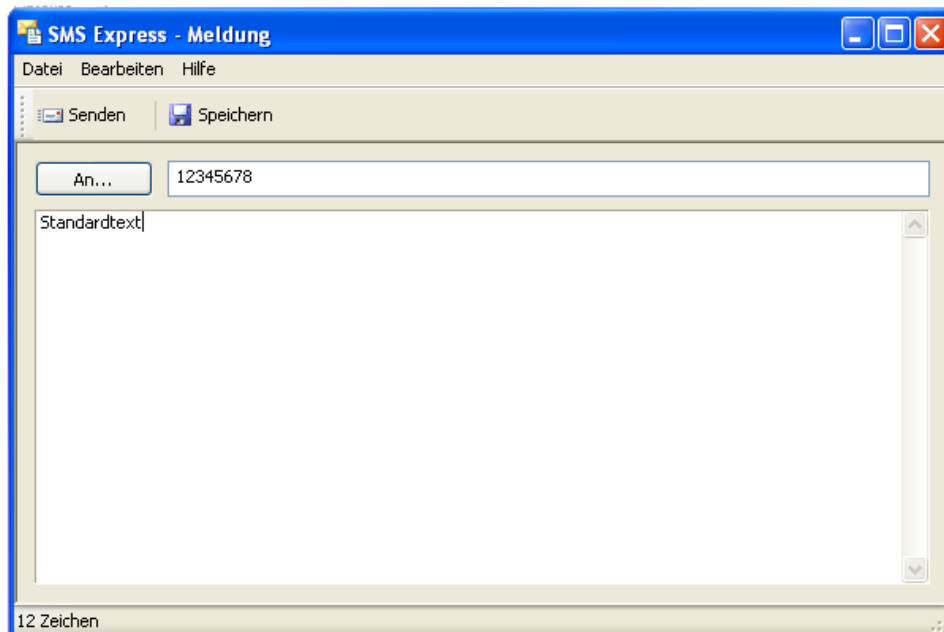 SMS Express - Meldung
Datei Bearbeiten Hilfe
Senden Speichern
An... 12345678
Standardtext
12 Zeichen